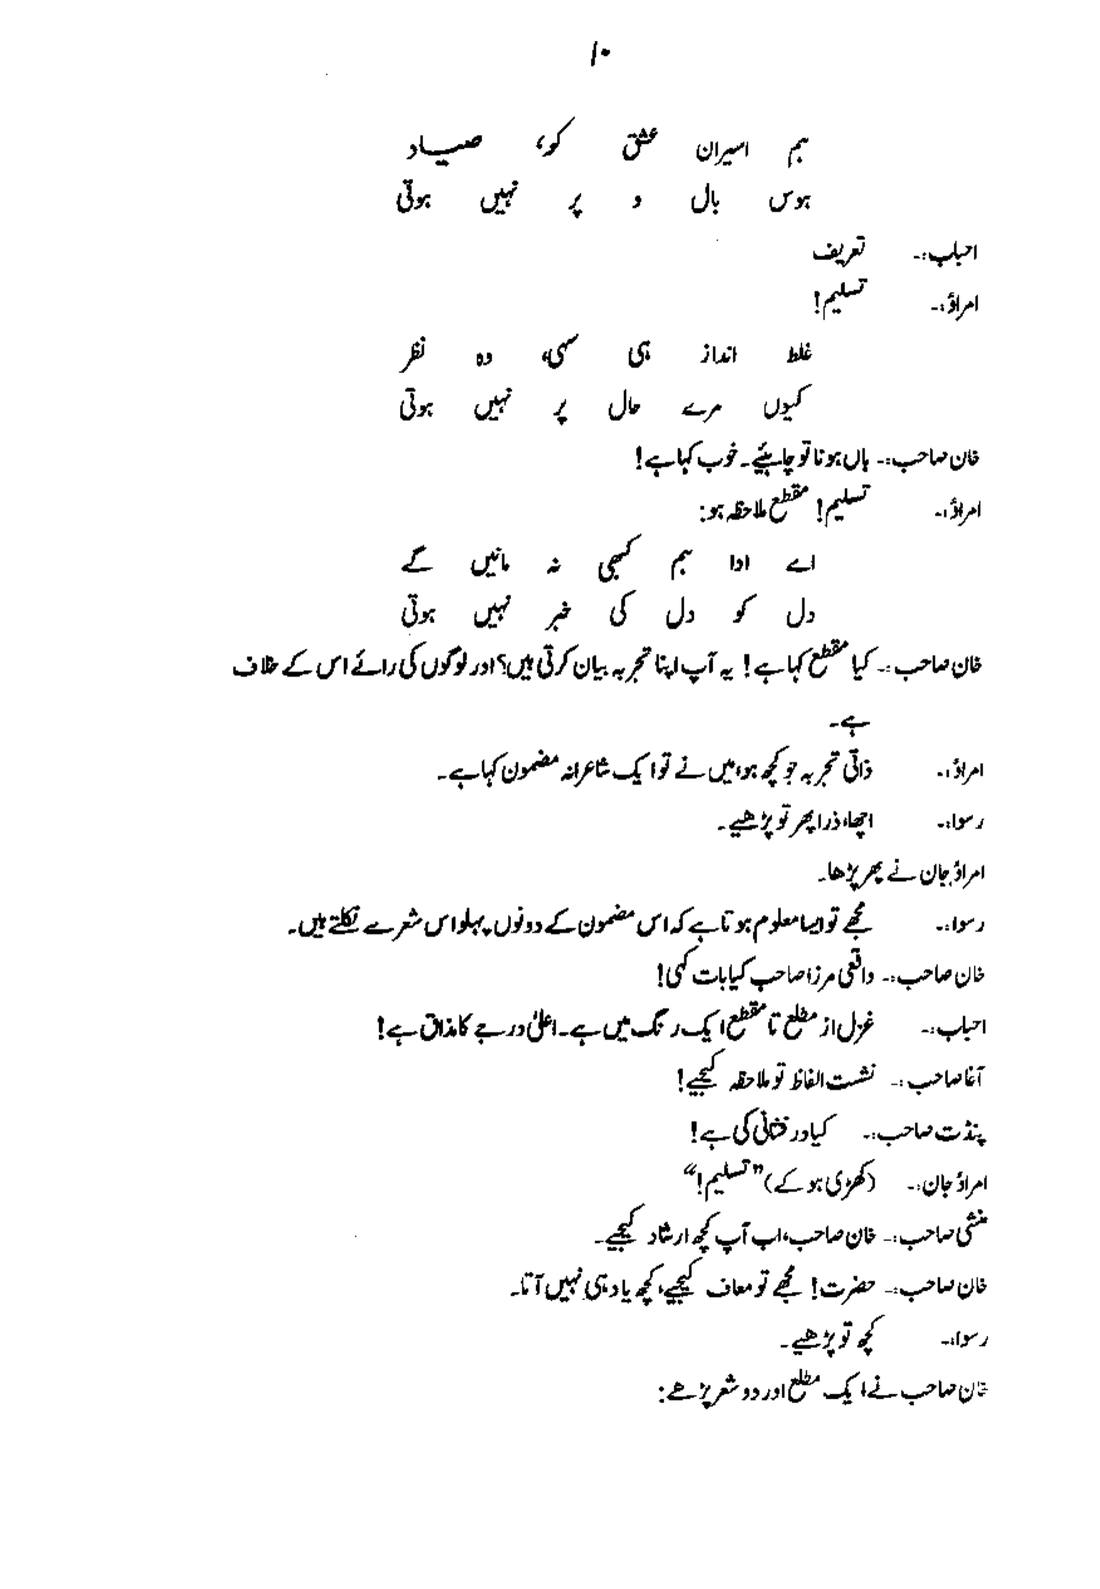 ۱۰
ہم اسیران عشق کو، صیاد
ہوس بال و پر نہیں ہوتی
احباب:۔ تعریف
امراؤ:۔ تسلیم!
غلط انداز ہی سہی، وہ نظر
کیوں مرے حال پر نہیں ہوتی
خان صاحب:۔ ہاں ہونا تو چاہئیے۔ خوب کہا ہے!
امراؤ:۔ تسلیم! مقطع ملاحظہ ہو:
اے ادا ہم کبھی نہ مانیں گے
دل کو دل کی خبر نہیں ہوتی
خان صاحب:۔ کیا مقطع کہا ہے! یہ آپ اپنا تجربہ بیان کرتی ہیں؟ اور لوگوں کی رائے اس کے خلاف
ہے۔
امراؤ:۔ ذاتی تجربہ جو کچھ ہو، میں نے تو ایک شاعرانہ مضمون کہا ہے۔
رسوا:۔ اچھا، ذرا پھر تو پڑھیے۔
امراؤ جان نے پھر پڑھا۔
رسوا:۔ مجھے تو ایسا معلوم ہوتا ہے کہ اس مضمون کے دونوں پہلو اس شعر سے نکلتے ہیں۔
خان صاحب:۔ واقعی مرزا صاحب کیا بات کہی!
احباب:۔ غزل از مطلع تا مقطع ایک رنگ میں ہے۔ اعلیٰ درجے کا مذاق ہے!
آغا صاحب:۔ نشست الفاظ تو ملاحظہ کیجیے!
پنڈت صاحب:۔ کیا در فشانی کی ہے!
امراؤ جان:۔ (کھڑی ہو کے) "تسلیم!"
منشی صاحب:۔ خان صاحب، اب آپ کچھ ارشاد کیجیے۔
خان صاحب:۔ حضرت! مجھے تو معاف کیجیے، کچھ یاد ہی نہیں آتا۔
رسوا:۔ کچھ تو پڑھیے۔
خان صاحب نے ایک مطلع اور دو شعر پڑھے: